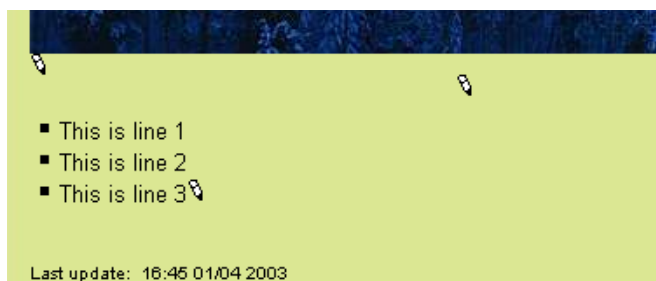 This is line 1
This is line 2
This is line 3
Last update: 16:45 01/04 2003